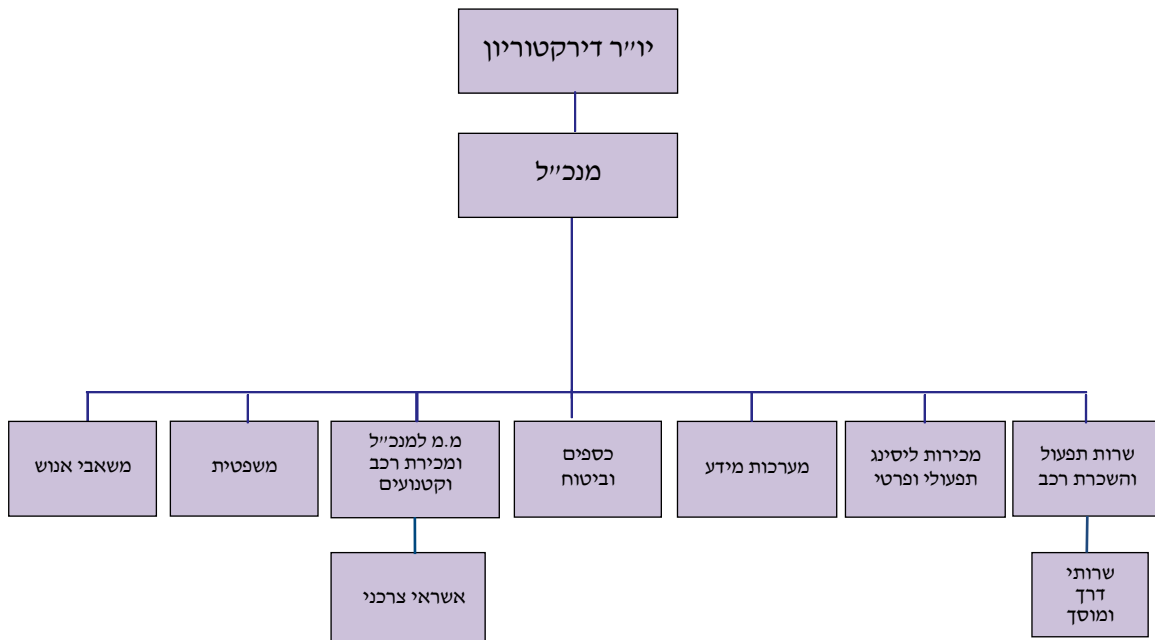 יו"ר דירקטוריון
מנכ"ל
שרות תפעול
והשכרת רכב
מכירות ליסינג
תפעולי ופרטי
מערכות מידע
כספים
וביטוח
מ.מ למנכ"ל
ומכירת רכב
וקטנועים
משפטית
משאבי אנוש
שרותי
דרך
ומוסך
אשראי צרכני